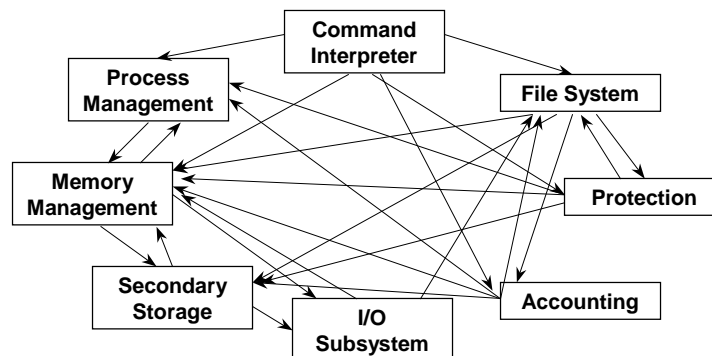 Command
Interpreter
Process
Management
File System
Memory
Management
Protection
Secondary
Storage
I/O
Subsystem
Accounting